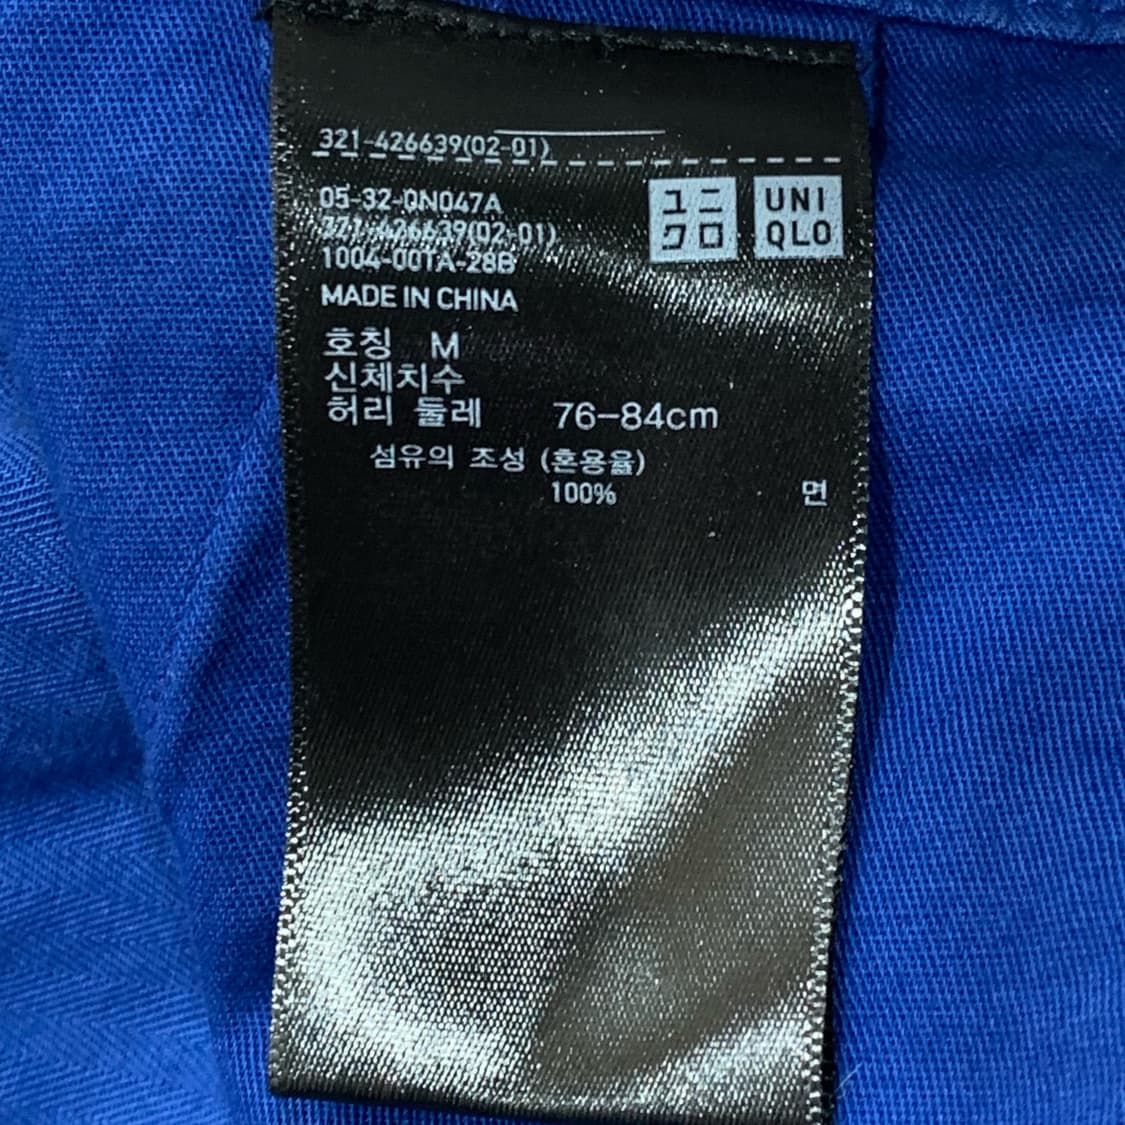 321-426639(02-01)
05-32-QN047A
321-426639(02-01)
1004-00TA-28B
ユニ
クロ
UNI
QLO
MADE IN CHINA
호칭 M
신체치수
허리 둘레 76-84cm
섬유의 조성 (혼용율)
100% 면